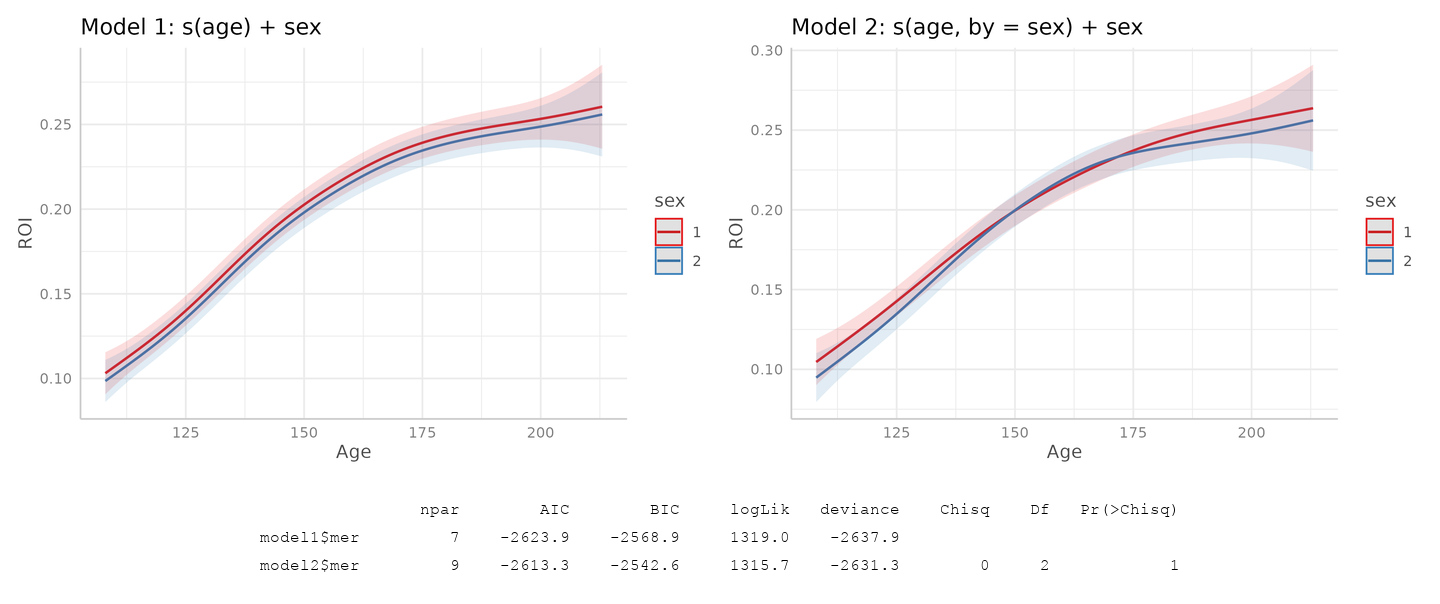 Model 1: s(age) + sex
0.25
0.20
0.15
0.10
ROI
125 150 175 200
Age
sex
1
2
Model 2: s(age, by = sex) + sex
0.30
0.25
0.20
0.15
0.10
ROI
125 150 175 200
Age
sex
1
2
npar AIC BIC logLik deviance Chisq Df Pr(>Chisq)
model1$mer 7 -2623.9 -2568.9 1319.0 -2637.9
model2$mer 9 -2613.3 -2542.6 1315.7 -2631.3 0 2 1